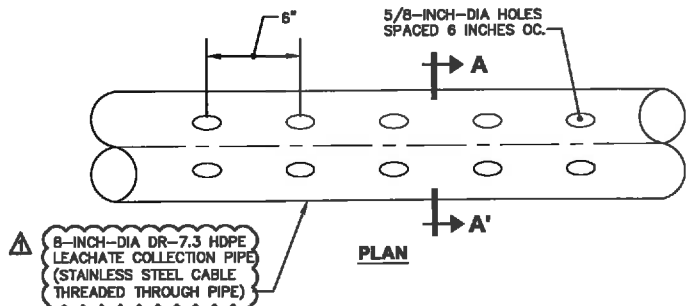 6"
5/8-INCH-DIA HOLES
SPACED 6 INCHES OC.
A
A'
PLAN
1
8-INCH-DIA DR-7.3 HDPE
LEACHATE COLLECTION PIPE
(STAINLESS STEEL CABLE
THREADED THROUGH PIPE)